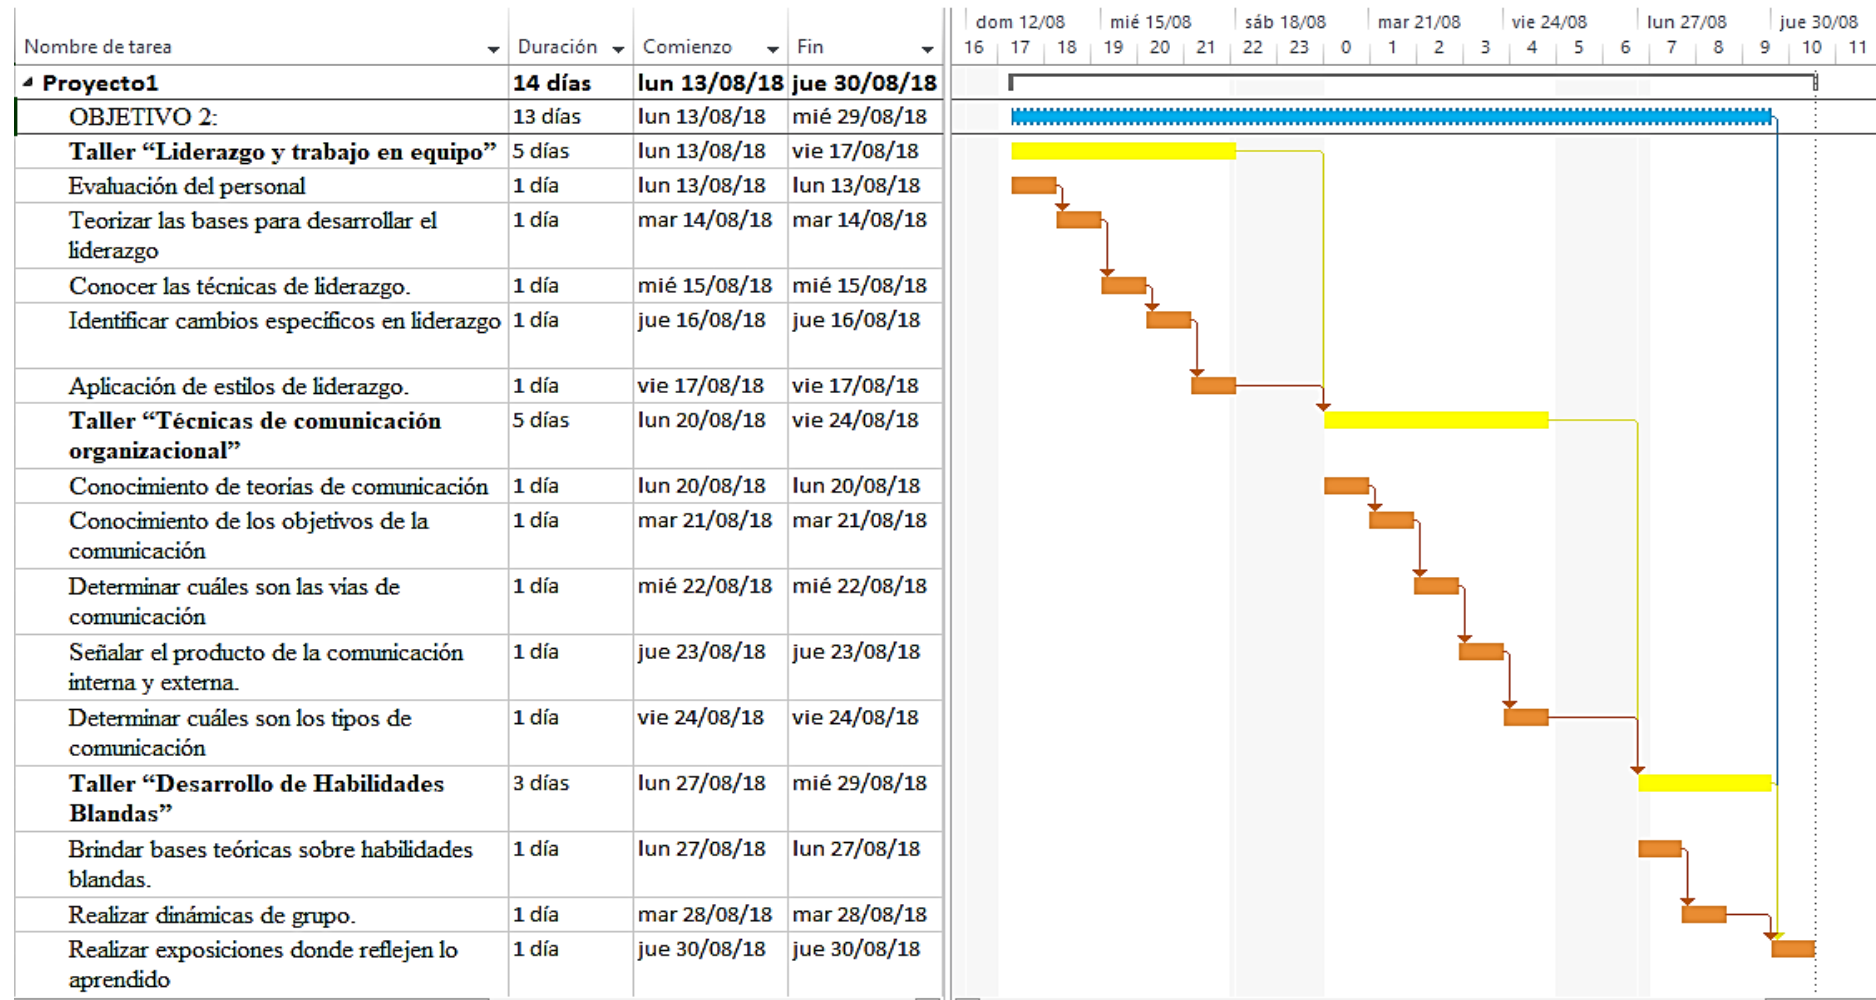 dom 12/08 mié 15/08 sáb 18/08 mar 21/08 vie 24/08 lun 27/08 jue 30/08
Nombre de tarea Duración Comienzo Fin 16 17 18 19 20 21 22 23 0 1 2 3 4 5 6 7 8 9 10 11
Proyecto1 14 días lun 13/08/18 jue 30/08/18
OBJETIVO 2: 13 días lun 13/08/18 mié 29/08/18
Taller “Liderazgo y trabajo en equipo” 5 días lun 13/08/18 vie 17/08/18
Evaluación del personal 1 día lun 13/08/18 lun 13/08/18
Teorizar las bases para desarrollar el 1 día mar 14/08/18 mar 14/08/18
liderazgo
Conocer las técnicas de liderazgo. 1 día mié 15/08/18 mié 15/08/18
Identificar cambios específicos en liderazgo 1 día jue 16/08/18 jue 16/08/18
Aplicación de estilos de liderazgo. 1 día vie 17/08/18 vie 17/08/18
Taller “Técnicas de comunicación 5 días lun 20/08/18 vie 24/08/18
organizacional”
Conocimiento de teorías de comunicación 1 día lun 20/08/18 lun 20/08/18
Conocimiento de los objetivos de la 1 día mar 21/08/18 mar 21/08/18
comunicación
Determinar cuáles son las vías de 1 día mié 22/08/18 mié 22/08/18
comunicación
Señalar el producto de la comunicación 1 día jue 23/08/18 jue 23/08/18
interna y externa.
Determinar cuáles son los tipos de 1 día vie 24/08/18 vie 24/08/18
comunicación
Taller “Desarrollo de Habilidades 3 días lun 27/08/18 mié 29/08/18
Blandas”
Brindar bases teóricas sobre habilidades 1 día lun 27/08/18 lun 27/08/18
blandas.
Realizar dinámicas de grupo. 1 día mar 28/08/18 mar 28/08/18
Realizar exposiciones donde reflejen lo 1 día jue 30/08/18 jue 30/08/18
aprendido